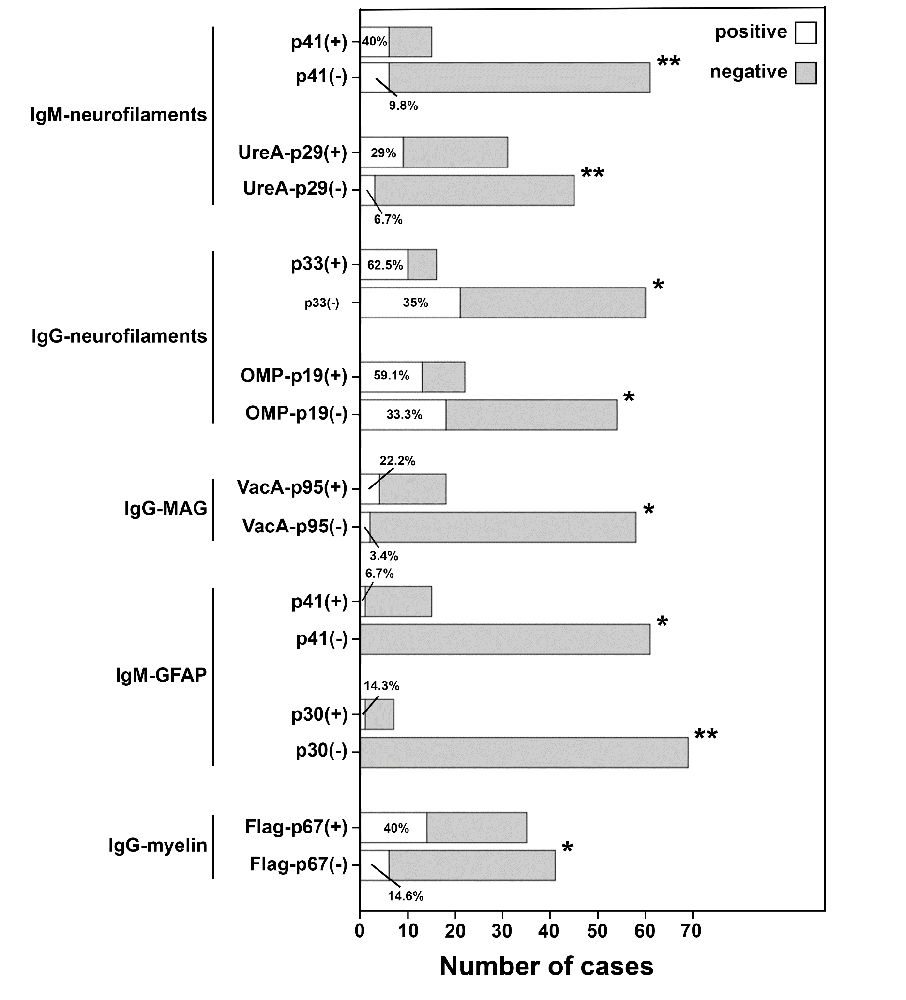 positive
negative
IgM-neurofilaments
p41(+)
40%
p41(-)
**
9.8%
UreA-p29(+)
29%
UreA-p29(-)
**
6.7%
IgG-neurofilaments
p33(+)
62.5%
p33(-)
35%
*
OMP-p19(+)
59.1%
OMP-p19(-)
33.3%
*
IgG-MAG
22.2%
VacA-p95(+)
VacA-p95(-)
*
3.4%
IgM-GFAP
6.7%
p41(+)
p41(-)
*
14.3%
p30(+)
p30(-)
**
IgG-myelin
Flag-p67(+)
40%
Flag-p67(-)
*
14.6%
0 10 20 30 40 50 60 70
Number of cases